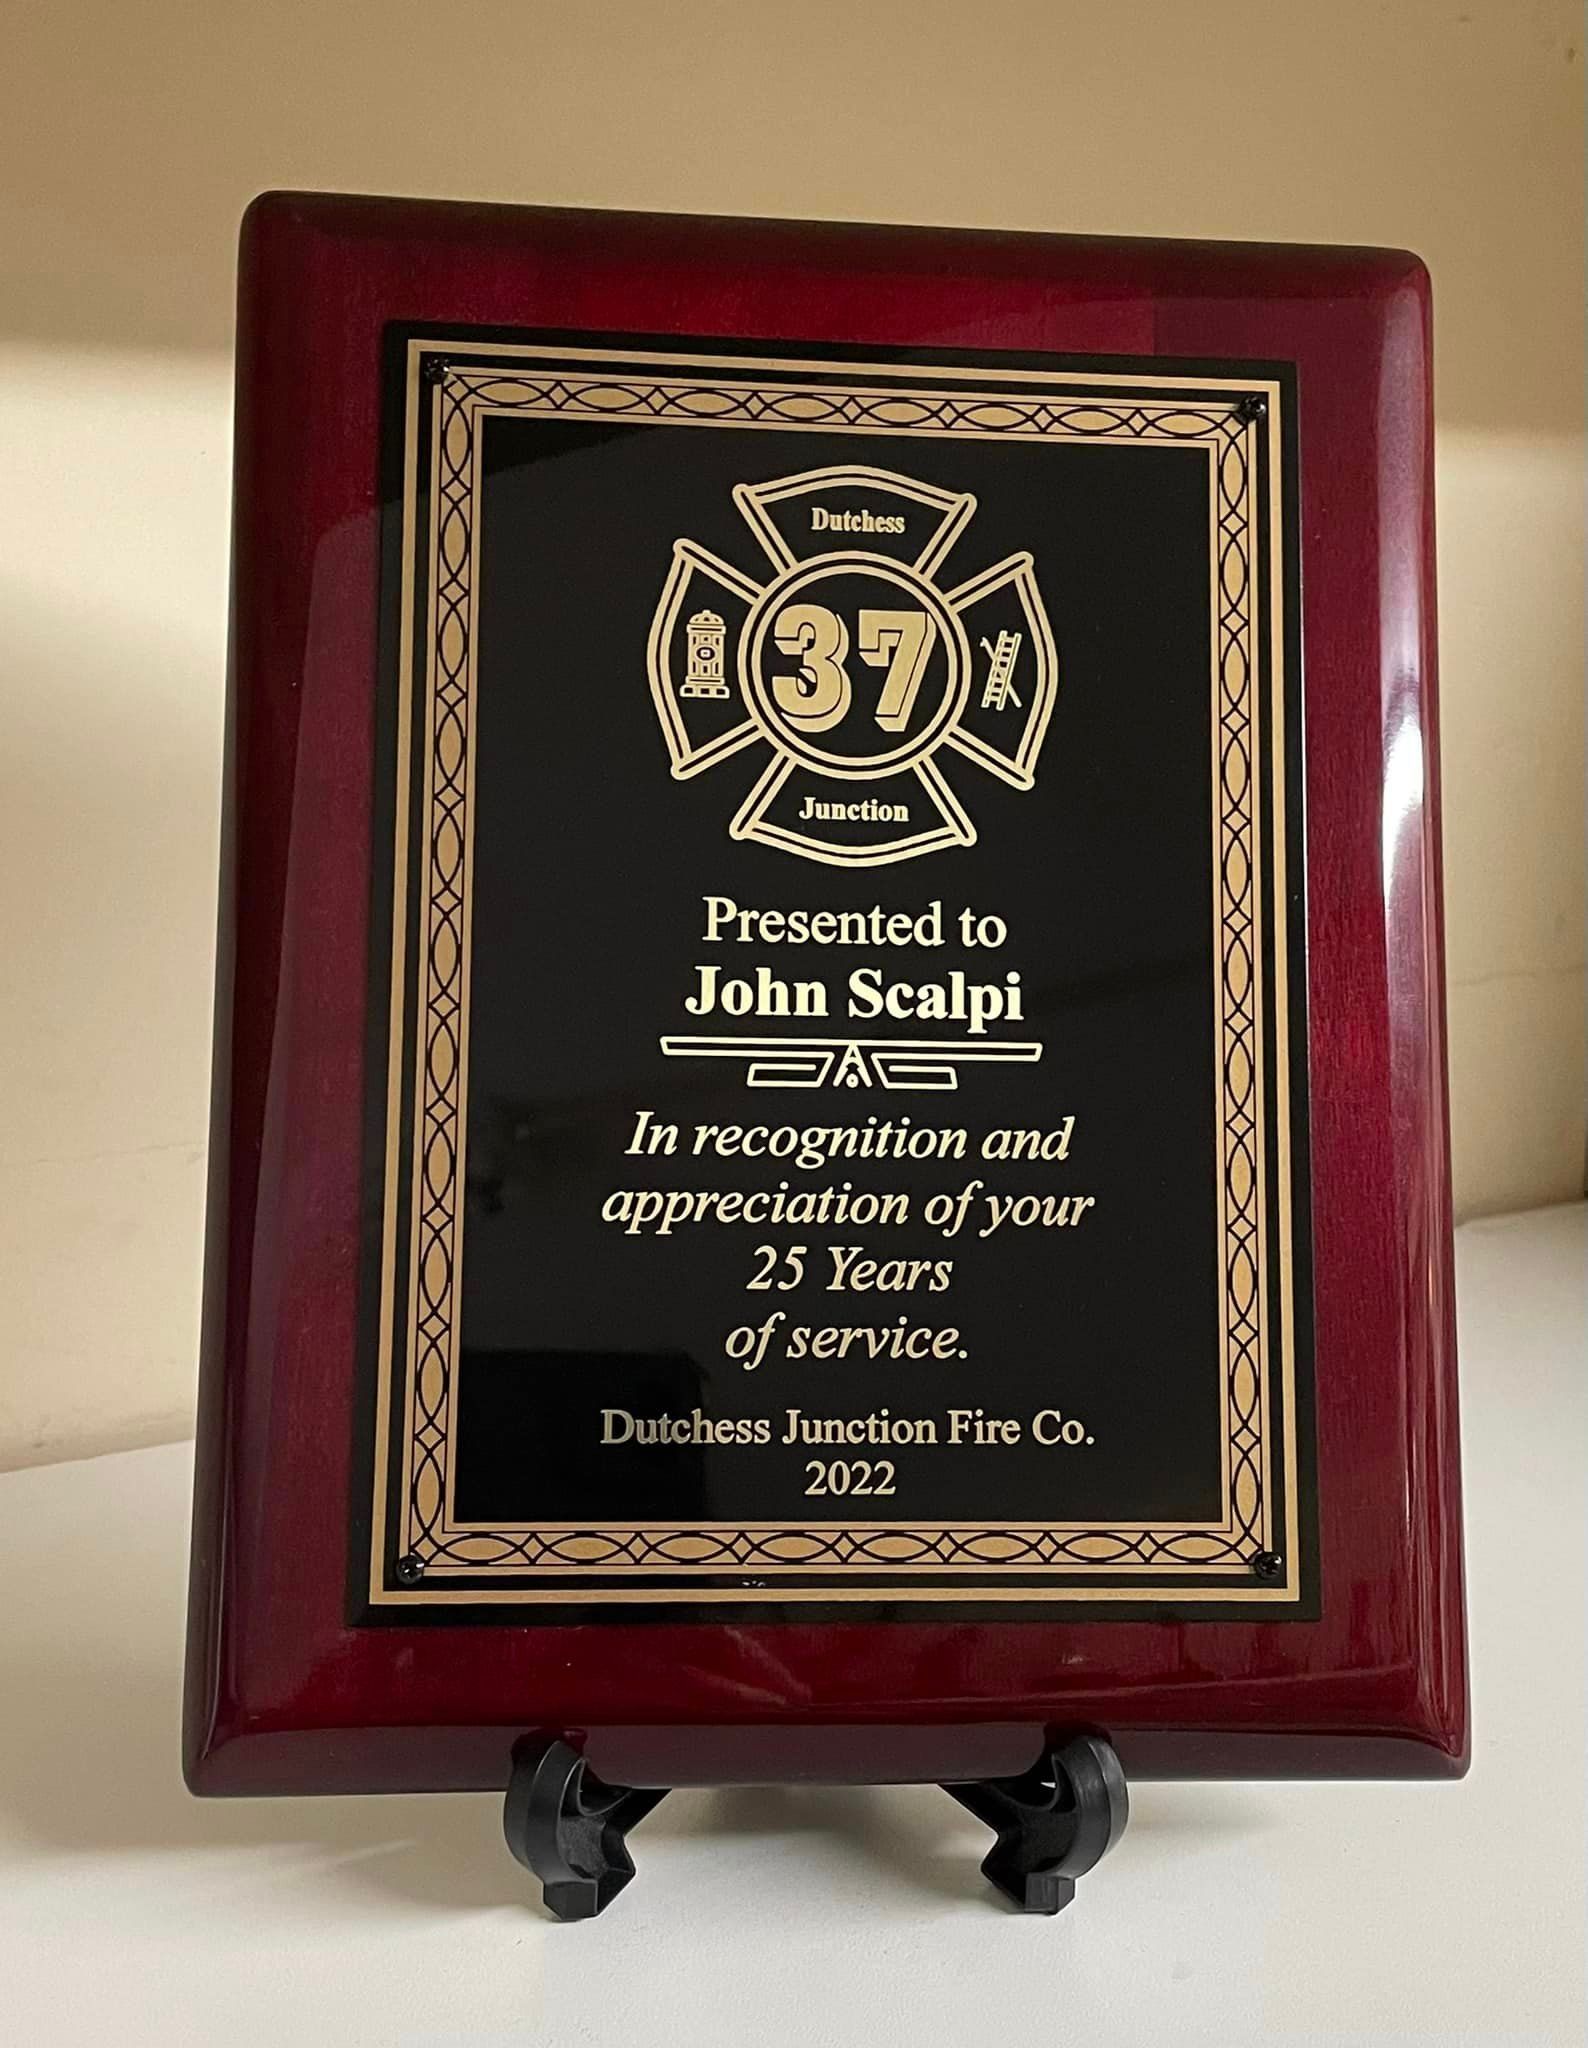 Dutchess
37
Junction
Presented to
John Scalpi
In recognition and
appreciation of your
25 Years
of service.
Dutchess Junction Fire Co.
2022